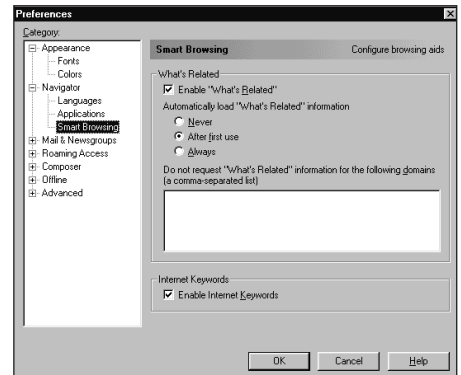 Preferences
Category:
Appearance
Fonts
Colors
Navigator
Languages
Applications
Smart Browsing
Mail & Newsgroups
Roaming Access
Composer
Offline
Advanced
Smart Browsing Configure browsing aids
What's Related
Enable "What's Related"
Automatically load "What's Related" information
Never
After first use
Always
Do not request "What's Related" information for the following domains
(a comma-separated list)
Internet Keywords
Enable Internet Keywords
OK Cancel Help